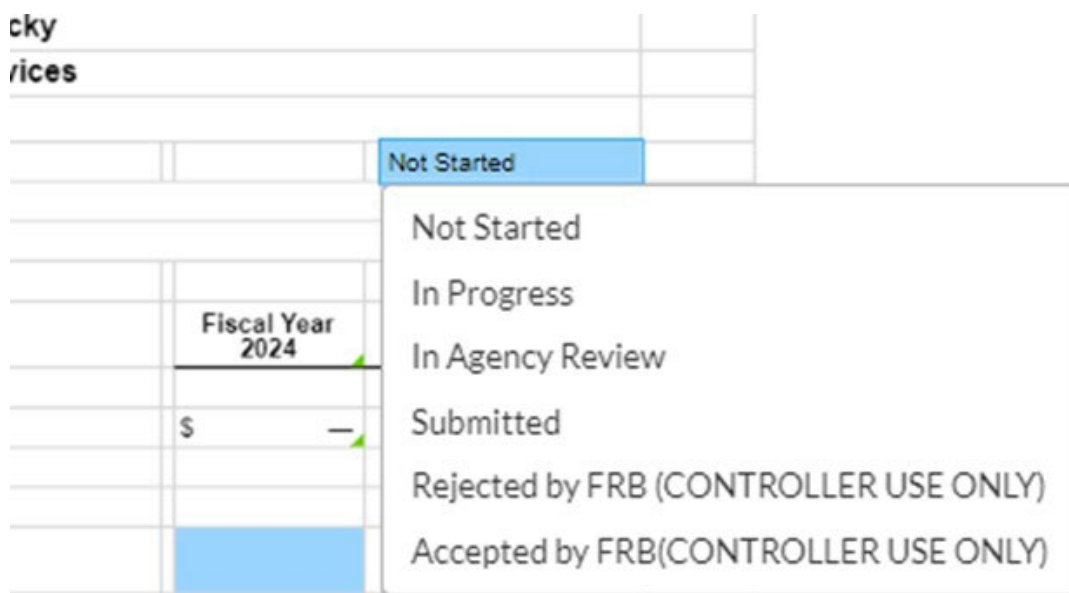 cky
vices
Not Started
Not Started
In Progress
In Agency Review
Fiscal Year
2024
Submitted
$ —
Rejected by FRB (CONTROLLER USE ONLY)
Accepted by FRB(CONTROLLER USE ONLY)